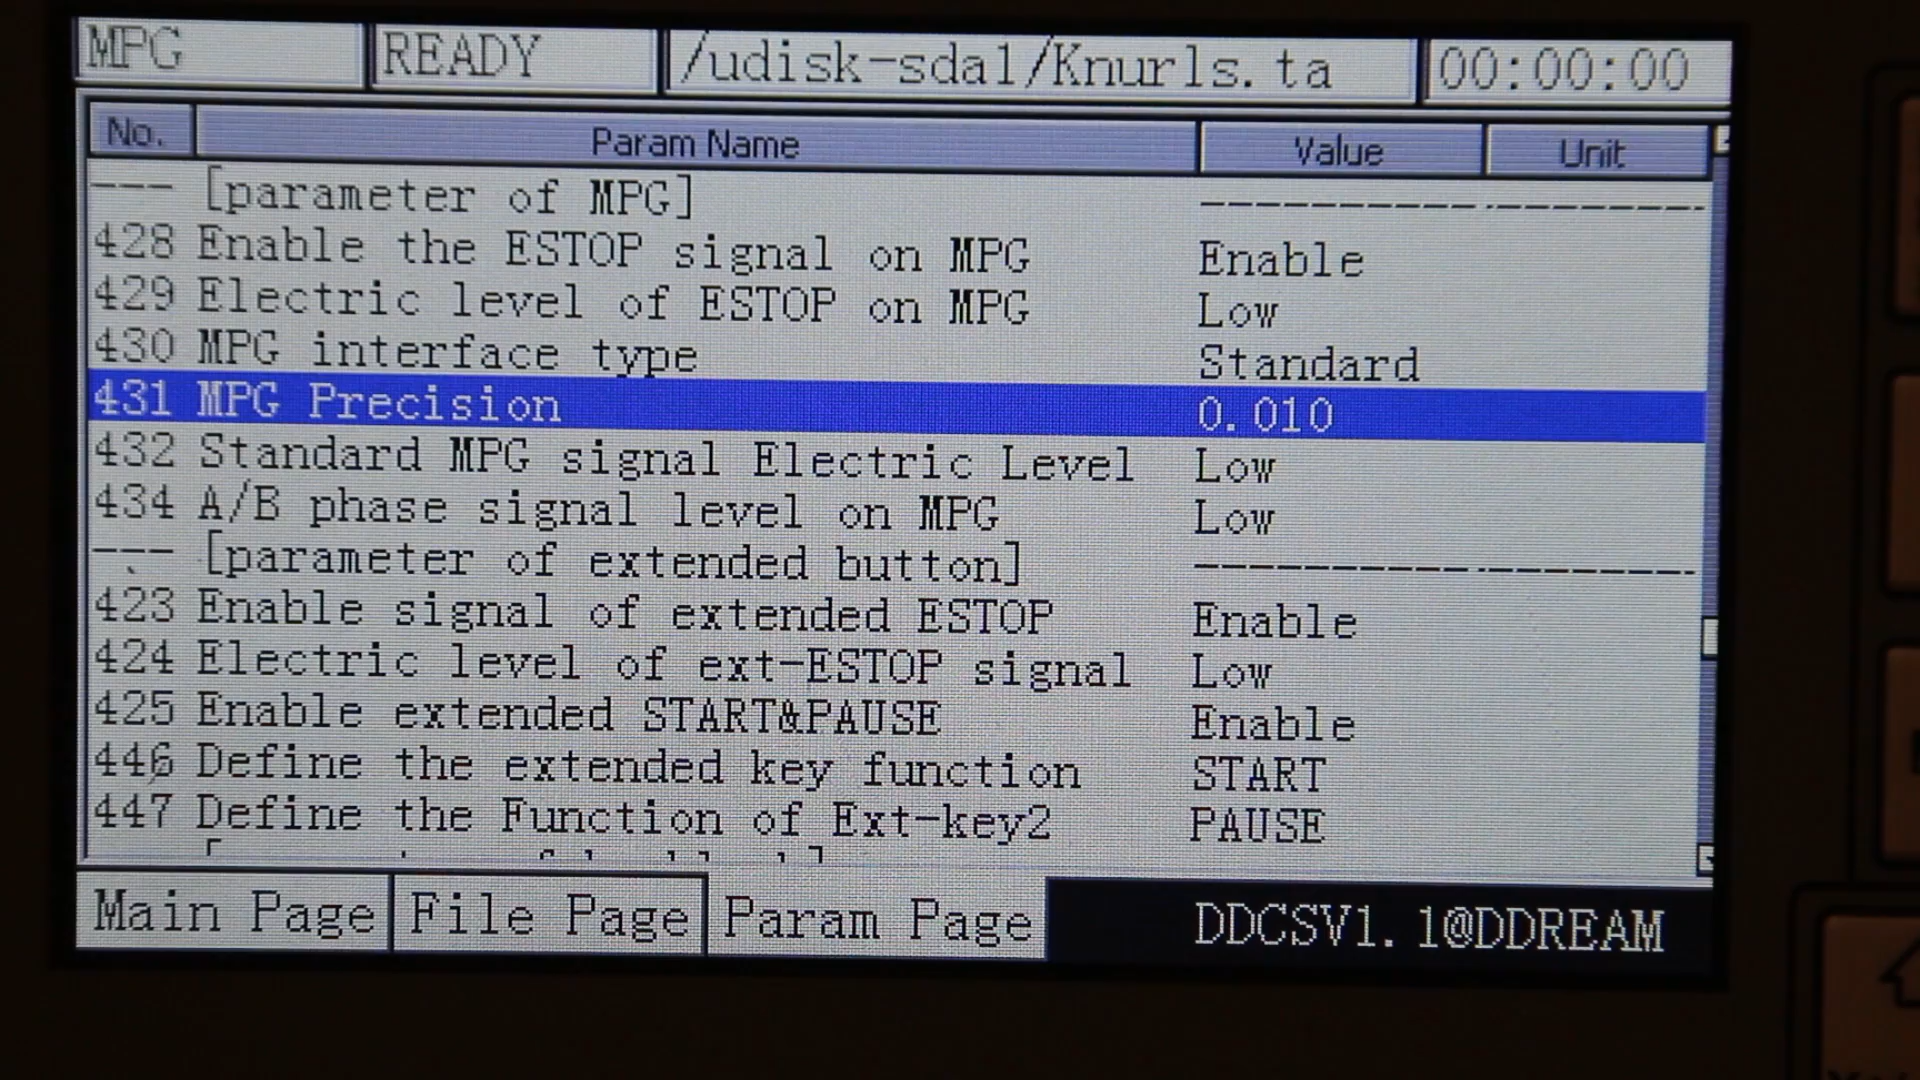 MPG READY /udisk-sda1/Knurls.ta 00:00:00
No. Param Name Value Unit
--- [parameter of MPG] -----------------
428 Enable the ESTOP signal on MPG Enable
429 Electric level of ESTOP on MPG Low
430 MPG interface type Standard
431 MPG Precision 0.010
432 Standard MPG signal Electric Level Low
434 A/B phase signal level on MPG Low
--- [parameter of extended button] -----------------
423 Enable signal of extended ESTOP Enable
424 Electric level of ext-ESTOP signal Low
425 Enable extended START&PAUSE Enable
446 Define the extended key function START
447 Define the Function of Ext-key2 PAUSE
Main Page File Page Param Page DDCSV1.1@DDREAM